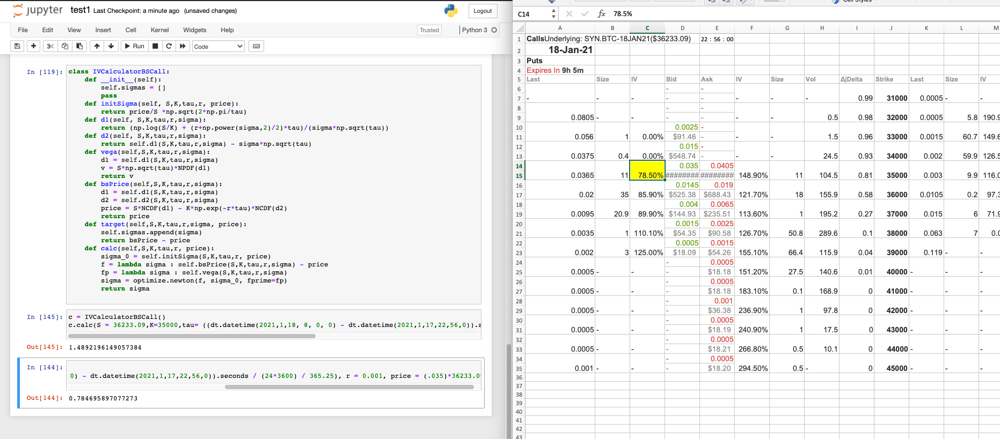 jupyter test1 Last Checkpoint: a minute ago (unsaved changes)
Logout
File Edit View Insert Cell Kernel Widgets Help
Trusted
Python 3
Run
Code
In [119]:
class IVCalculatorBSCall:
def __init__(self):
self.sigmas = []
pass
def initSigma(self, S,K,tau,r, price):
return price/S *np.sqrt(2*np.pi/tau)
def d1(self, S,K,tau,r,sigma):
return (np.log(S/K) + (r+np.power(sigma,2)/2)*tau)/(sigma*np.sqrt(tau))
def d2(self, S,K,tau,r,sigma):
return self.d1(S,K,tau,r,sigma) - sigma*np.sqrt(tau)
def vega(self,S,K,tau,r,sigma):
d1 = self.d1(S,K,tau,r,sigma)
v = S*np.sqrt(tau)*NPDF(d1)
return v
def bsPrice(self,S,K,tau,r,sigma):
d1 = self.d1(S,K,tau,r,sigma)
d2 = self.d2(S,K,tau,r,sigma)
price = S*NCDF(d1) - K*np.exp(-r*tau)*NCDF(d2)
return price
def target(self,S,K,tau,r,sigma, price):
self.sigmas.append(sigma)
return bsPrice - price
def calc(self,S,K,tau,r, price):
sigma_0 = self.initSigma(S,K,tau,r, price)
f = lambda sigma : self.bsPrice(S,K,tau,r,sigma) - price
fp = lambda sigma : self.vega(S,K,tau,r,sigma)
sigma = optimize.newton(f, sigma_0, fprime=fp)
return sigma
In [145]:
c = IVCalculatorBSCall()
c.calc(S = 36233.09,K=35000,tau= ((dt.datetime(2021,1,18, 8, 0, 0) - dt.datetime(2021,1,17,22,56,0)).s
Out[145]: 1.4892196149057384
In [144]:
0) - dt.datetime(2021,1,17,22,56,0)).seconds / (24*3600) / 365.25), r = 0.001, price = (.035)*36233.0
Out[144]: 0.784695897077273
Cell Styles
C14 fx 78.5%
A B C D E F G H I J K L M
1 CallsUnderlying: SYN.BTC-18JAN21($36233.09) 22 : 56 : 00
2 18-Jan-21
3 Puts
4 Expires In 9h 5m
5 Last Size IV Bid Ask IV Size Vol Δ|Delta Strike Last Size IV
6 - -
7 - - - - - - - - 0.99 31000 0.0005 - -
8 - -
9 0.0805 - - - - - - 0.5 0.98 32000 0.0005 5.8 190.9
10 0.0025 -
11 0.056 1 0.00% $91.46 - - - 1.5 0.96 33000 0.0015 60.7 149.6
12 0.015 -
13 0.0375 0.4 0.00% $548.74 - - - 24.5 0.93 34000 0.002 59.9 126.5
14 0.035 0.0405
15 0.0365 11 78.50% ######## ######## 148.90% 11 104.5 0.81 35000 0.003 9.9 116.0
16 0.0145 0.019
17 0.02 35 85.90% $525.38 $688.43 121.70% 18 155.9 0.58 36000 0.0105 0.2 97.3
18 0.004 0.0065
19 0.0095 20.9 89.90% $144.93 $235.51 113.60% 1 195.2 0.27 37000 0.015 6 71.9
20 0.0015 0.0025
21 0.0035 1 110.10% $54.35 $90.58 126.70% 50.8 289.6 0.1 38000 0.063 7 0.0
22 0.0005 0.0015
23 0.002 3 125.00% $18.09 $54.26 155.10% 66.4 115.9 0.04 39000 0.119 - -
24 - 0.0005
25 0.0005 - - - $18.18 151.20% 27.5 140.6 0.01 40000 - - -
26 - 0.0005
27 0.0005 - - - $18.18 183.10% 0.1 168.9 0 41000 - - -
28 - 0.001
29 0.0005 - - - $36.38 236.90% 1 97.8 0 42000 - - -
30 - 0.0005
31 0.0005 - - - $18.19 240.90% 1 17.5 0 43000 - - -
32 - 0.0005
33 0.0005 - - - $18.21 266.80% 0.5 10.1 0 44000 - - -
34 - 0.0005
35 0.001 - - - $18.20 294.50% 0.5 - 0 45000 - - -
36
37
38
39
40
41
42
43